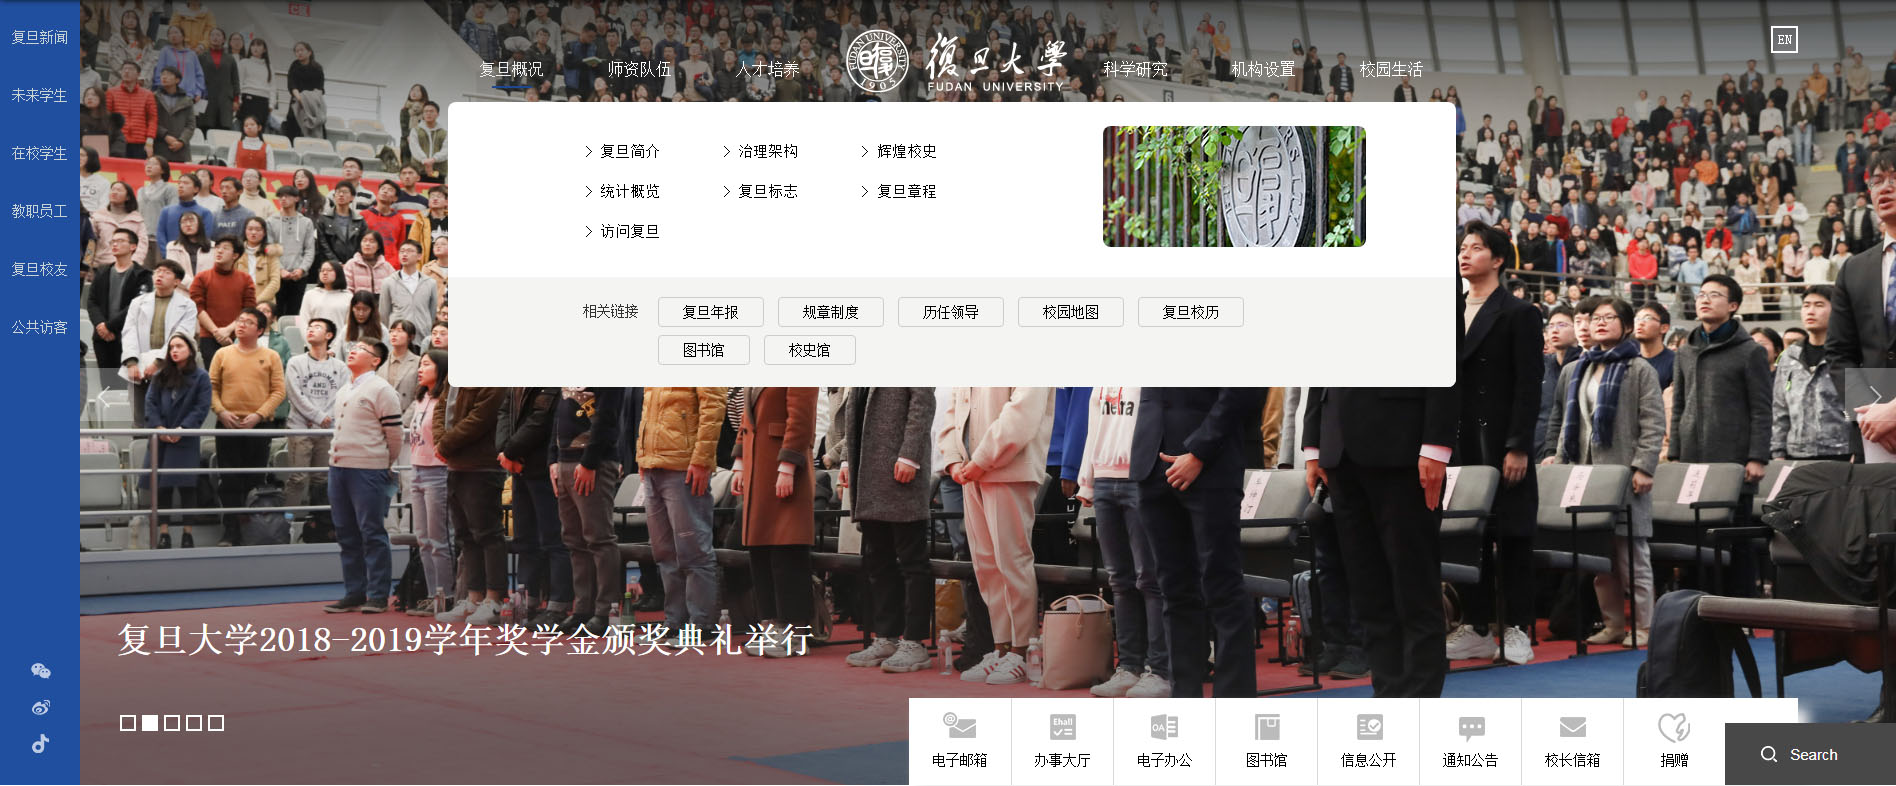 复旦新闻
未来学生
在校学生
教职员工
复旦校友
公共访客
复旦概况
师资队伍
人才培养
FUDAN UNIVERSITY
1905
復旦大學
FUDAN UNIVERSITY
科学研究
机构设置
校园生活
EN
复旦简介
治理架构
辉煌校史
统计概览
复旦标志
复旦章程
访问复旦
相关链接
复旦年报
规章制度
历任领导
校园地图
复旦校历
图书馆
校史馆
复旦大学2018-2019学年奖学金颁奖典礼举行
电子邮箱
Ehall
办事大厅
OA
电子办公
图书馆
信息公开
通知公告
校长信箱
捐赠
Search